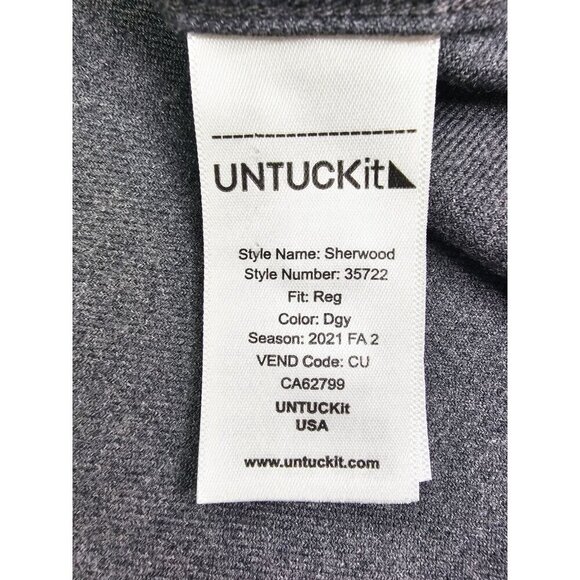 UNTUCKit
Style Name: Sherwood
Style Number: 35722
Fit: Reg
Color: Dgy
Season: 2021 FA 2
VEND Code: CU
CA62799
UNTUCKit
USA
www.untuckit.com